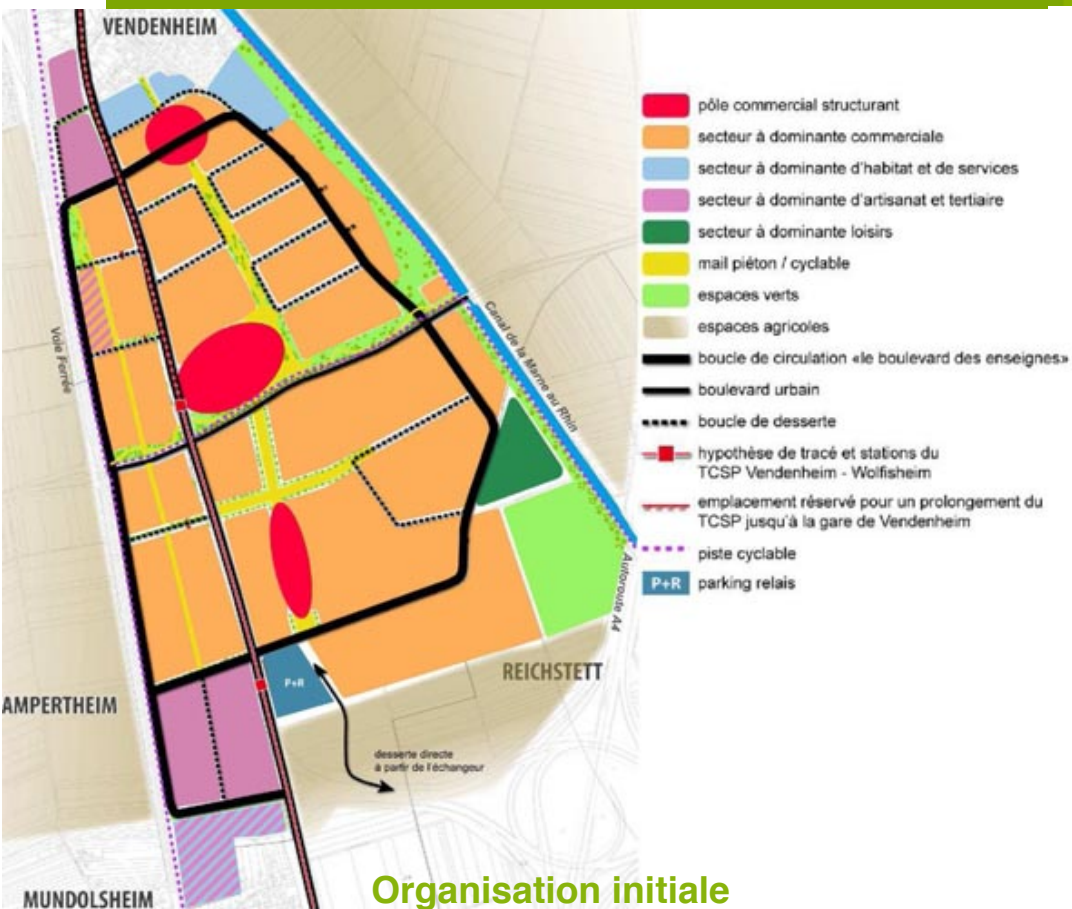 VENDENHEIM
pôle commercial structurant
secteur à dominante commerciale
secteur à dominante d'habitat et de services
secteur à dominante d'artisanat et tertiaire
secteur à dominante loisirs
mail piéton / cyclable
espaces verts
espaces agricoles
boucle de circulation «le boulevard des enseignes»
boulevard urbain
boucle de desserte
hypothèse de tracé et stations du
TCSP Vendenheim - Wolfisheim
emplacement réservé pour un prolongement du
TCSP jusqu'à la gare de Vendenheim
piste cyclable
P+R parking relais
Voie Ferrée
Canal de la Marne au Rhin
Autoroute A4
REICHSTETT
P+R
AMPERTHEIM
desserte directe
à partir de l'échangeur
MUNDOLSHEIM
Organisation initiale